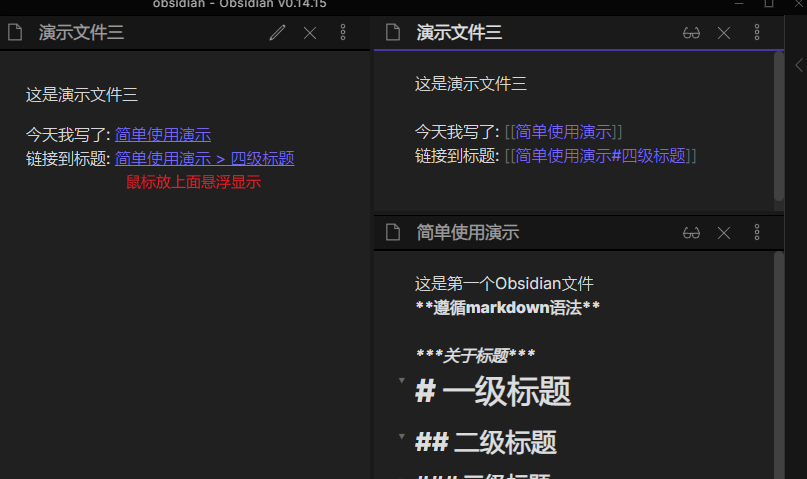 obsidian - Obsidian v0.14.15
演示文件三
这是演示文件三
今天我写了: 简单使用演示
链接到标题: 简单使用演示 > 四级标题
鼠标放上面悬浮显示
演示文件三
这是演示文件三
今天我写了: [[简单使用演示]]
链接到标题: [[简单使用演示#四级标题]]
简单使用演示
这是第一个Obsidian文件
**遵循markdown语法**
***关于标题***
# 一级标题
## 二级标题
### 三级标题